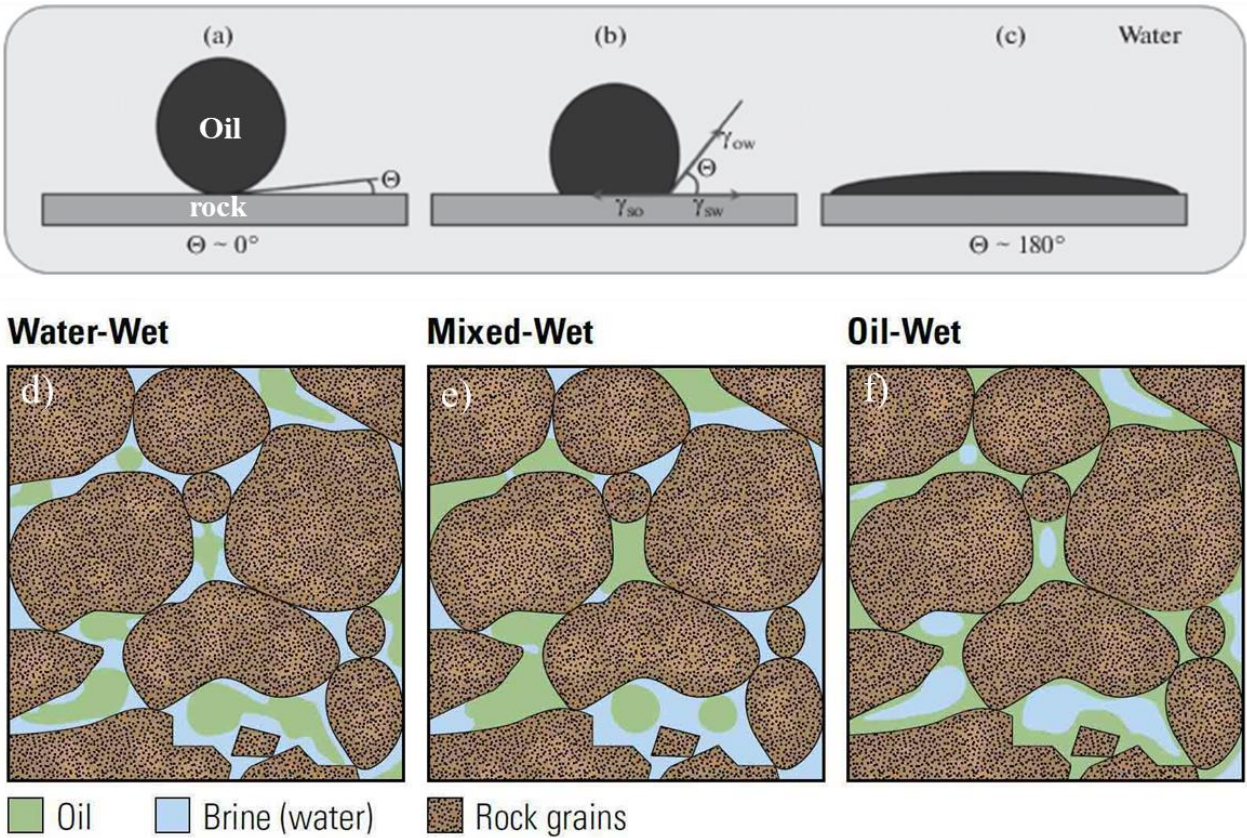 (a)
(b)
(c)
Water
Oil
Θ
γow
Θ
rock
γso
γsw
Θ ~ 0°
Θ ~ 180°
Water-Wet
Mixed-Wet
Oil-Wet
d)
e)
f)
Oil
Brine (water)
Rock grains